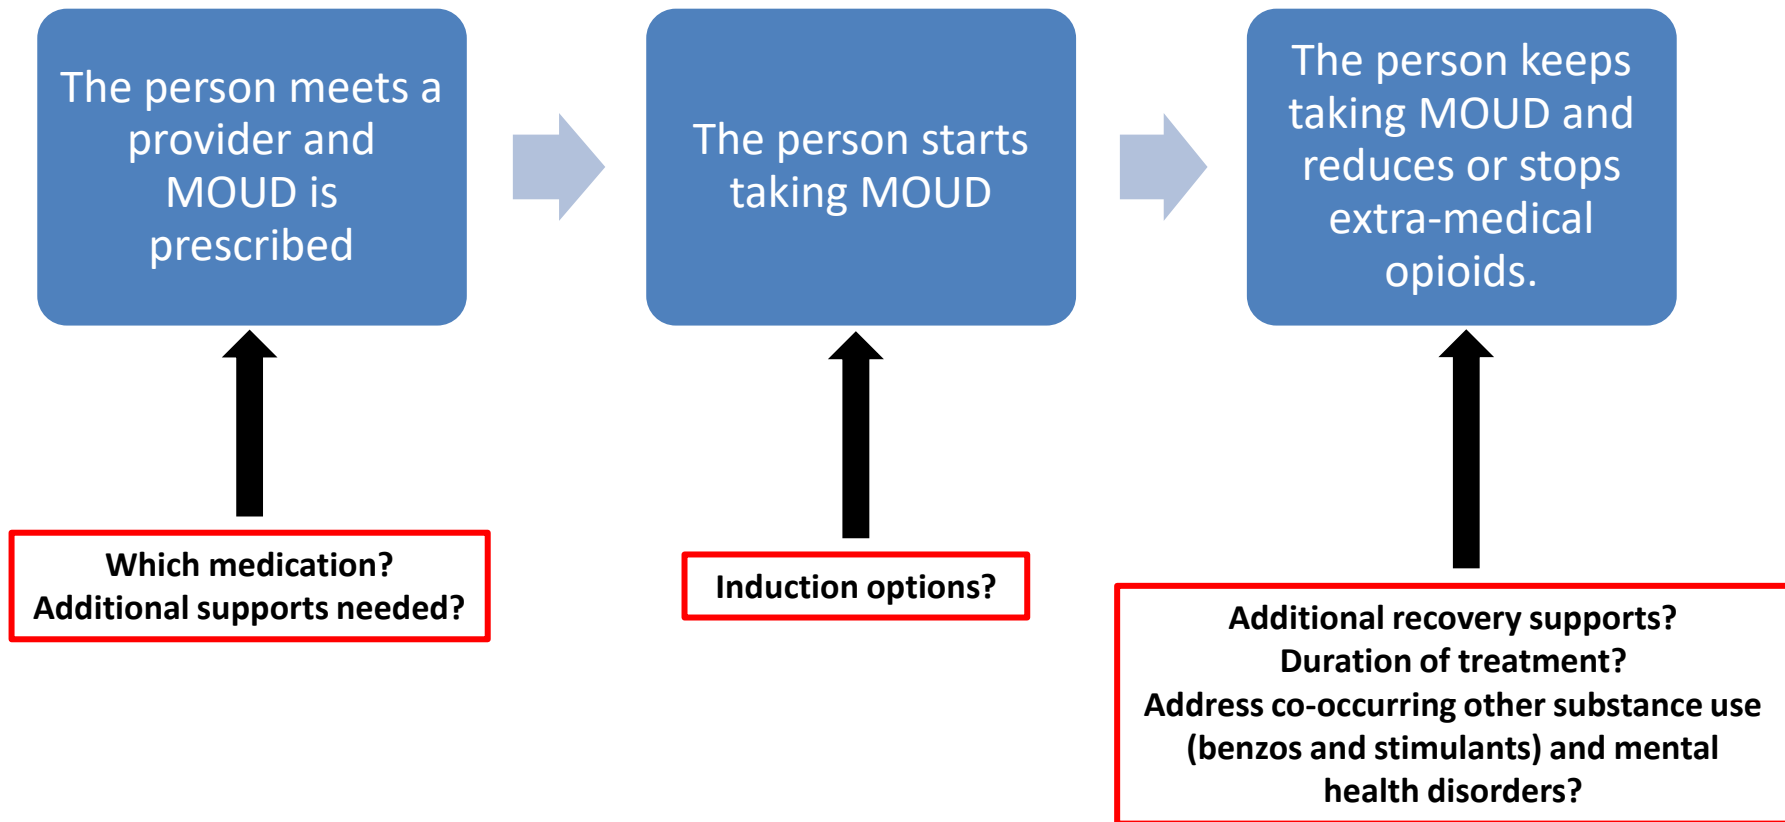 The person meets a
provider and
MOUD is
prescribed
The person starts
taking MOUD
The person keeps
taking MOUD and
reduces or stops
extra-medical
opioids.
Which medication?
Additional supports needed?
Induction options?
Additional recovery supports?
Duration of treatment?
Address co-occurring other substance use
(benzos and stimulants) and mental
health disorders?